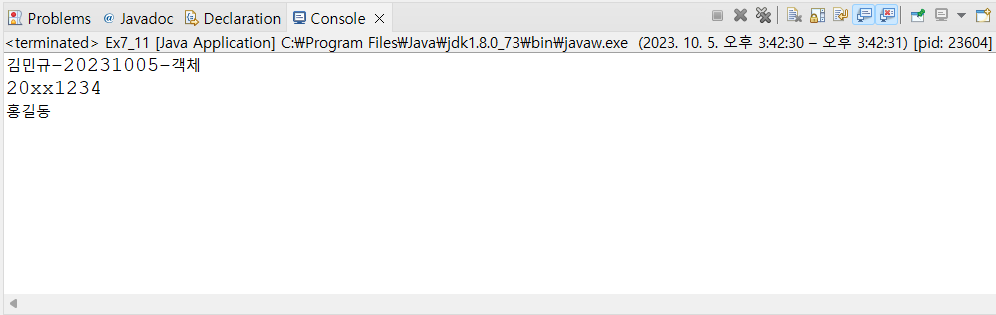 Problems @ Javadoc Declaration Console
<terminated> Ex7_11 [Java Application] C:₩Program Files₩Java₩jdk1.8.0_73₩bin₩javaw.exe (2023. 10. 5. 오후 3:42:30 – 오후 3:42:31) [pid: 23604]
김민규-20231005-객체
20xx1234
홍길동